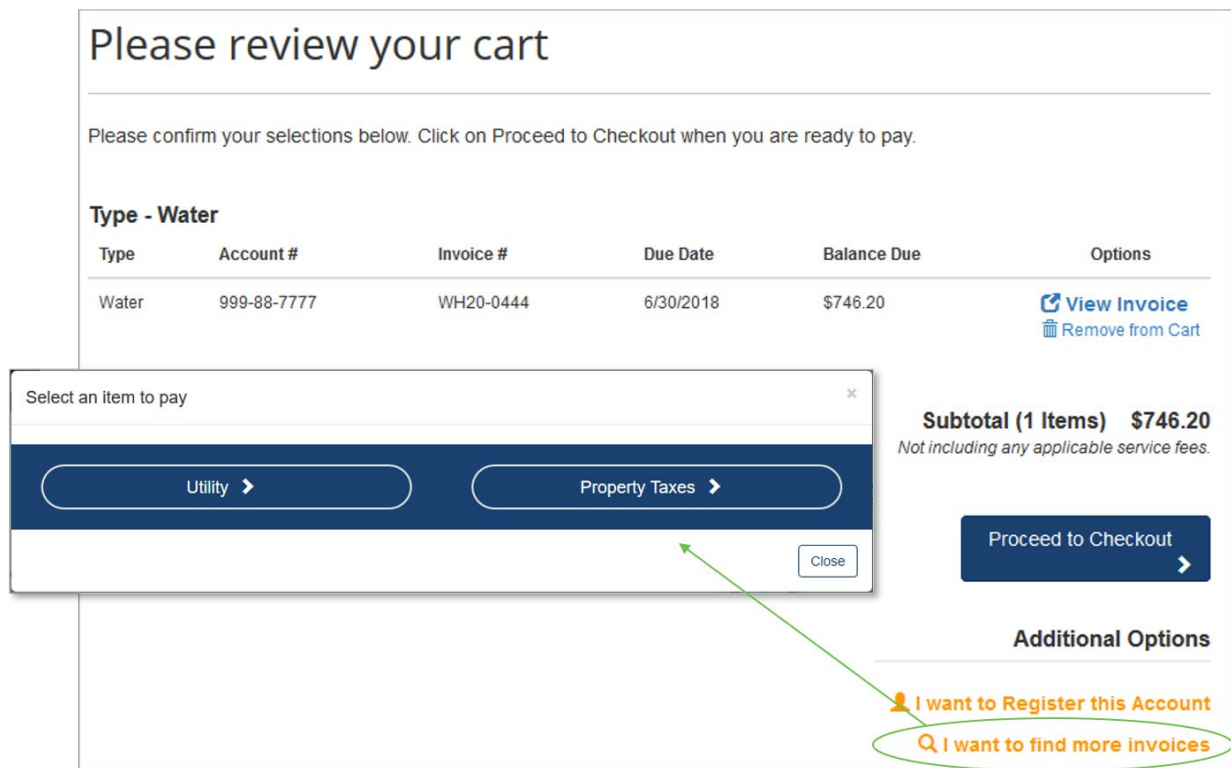 Please review your cart
Please confirm your selections below. Click on Proceed to Checkout when you are ready to pay.
Type - Water
Type Account # Invoice # Due Date Balance Due Options
Water 999-88-7777 WH20-0444 6/30/2018 $746.20 View Invoice
Remove from Cart
Select an item to pay ×
Utility Property Taxes
Close
Subtotal (1 Items) $746.20
Not including any applicable service fees.
Proceed to Checkout
Additional Options
I want to Register this Account
I want to find more invoices